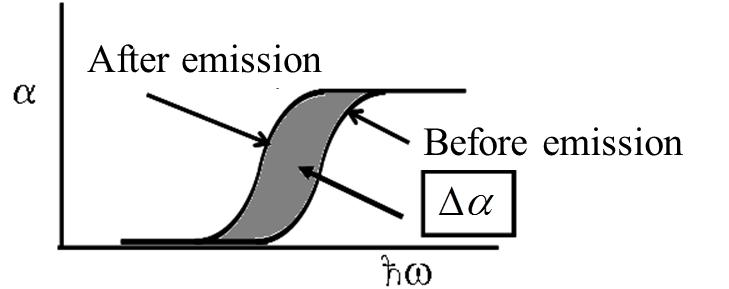 After emission
α
Before emission
Δα
ħω